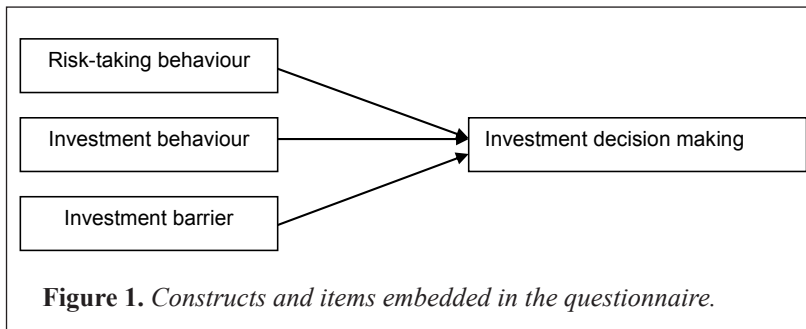 Risk-taking behaviour
Investment behaviour
Investment decision making
Investment barrier
Figure 1. Constructs and items embedded in the questionnaire.